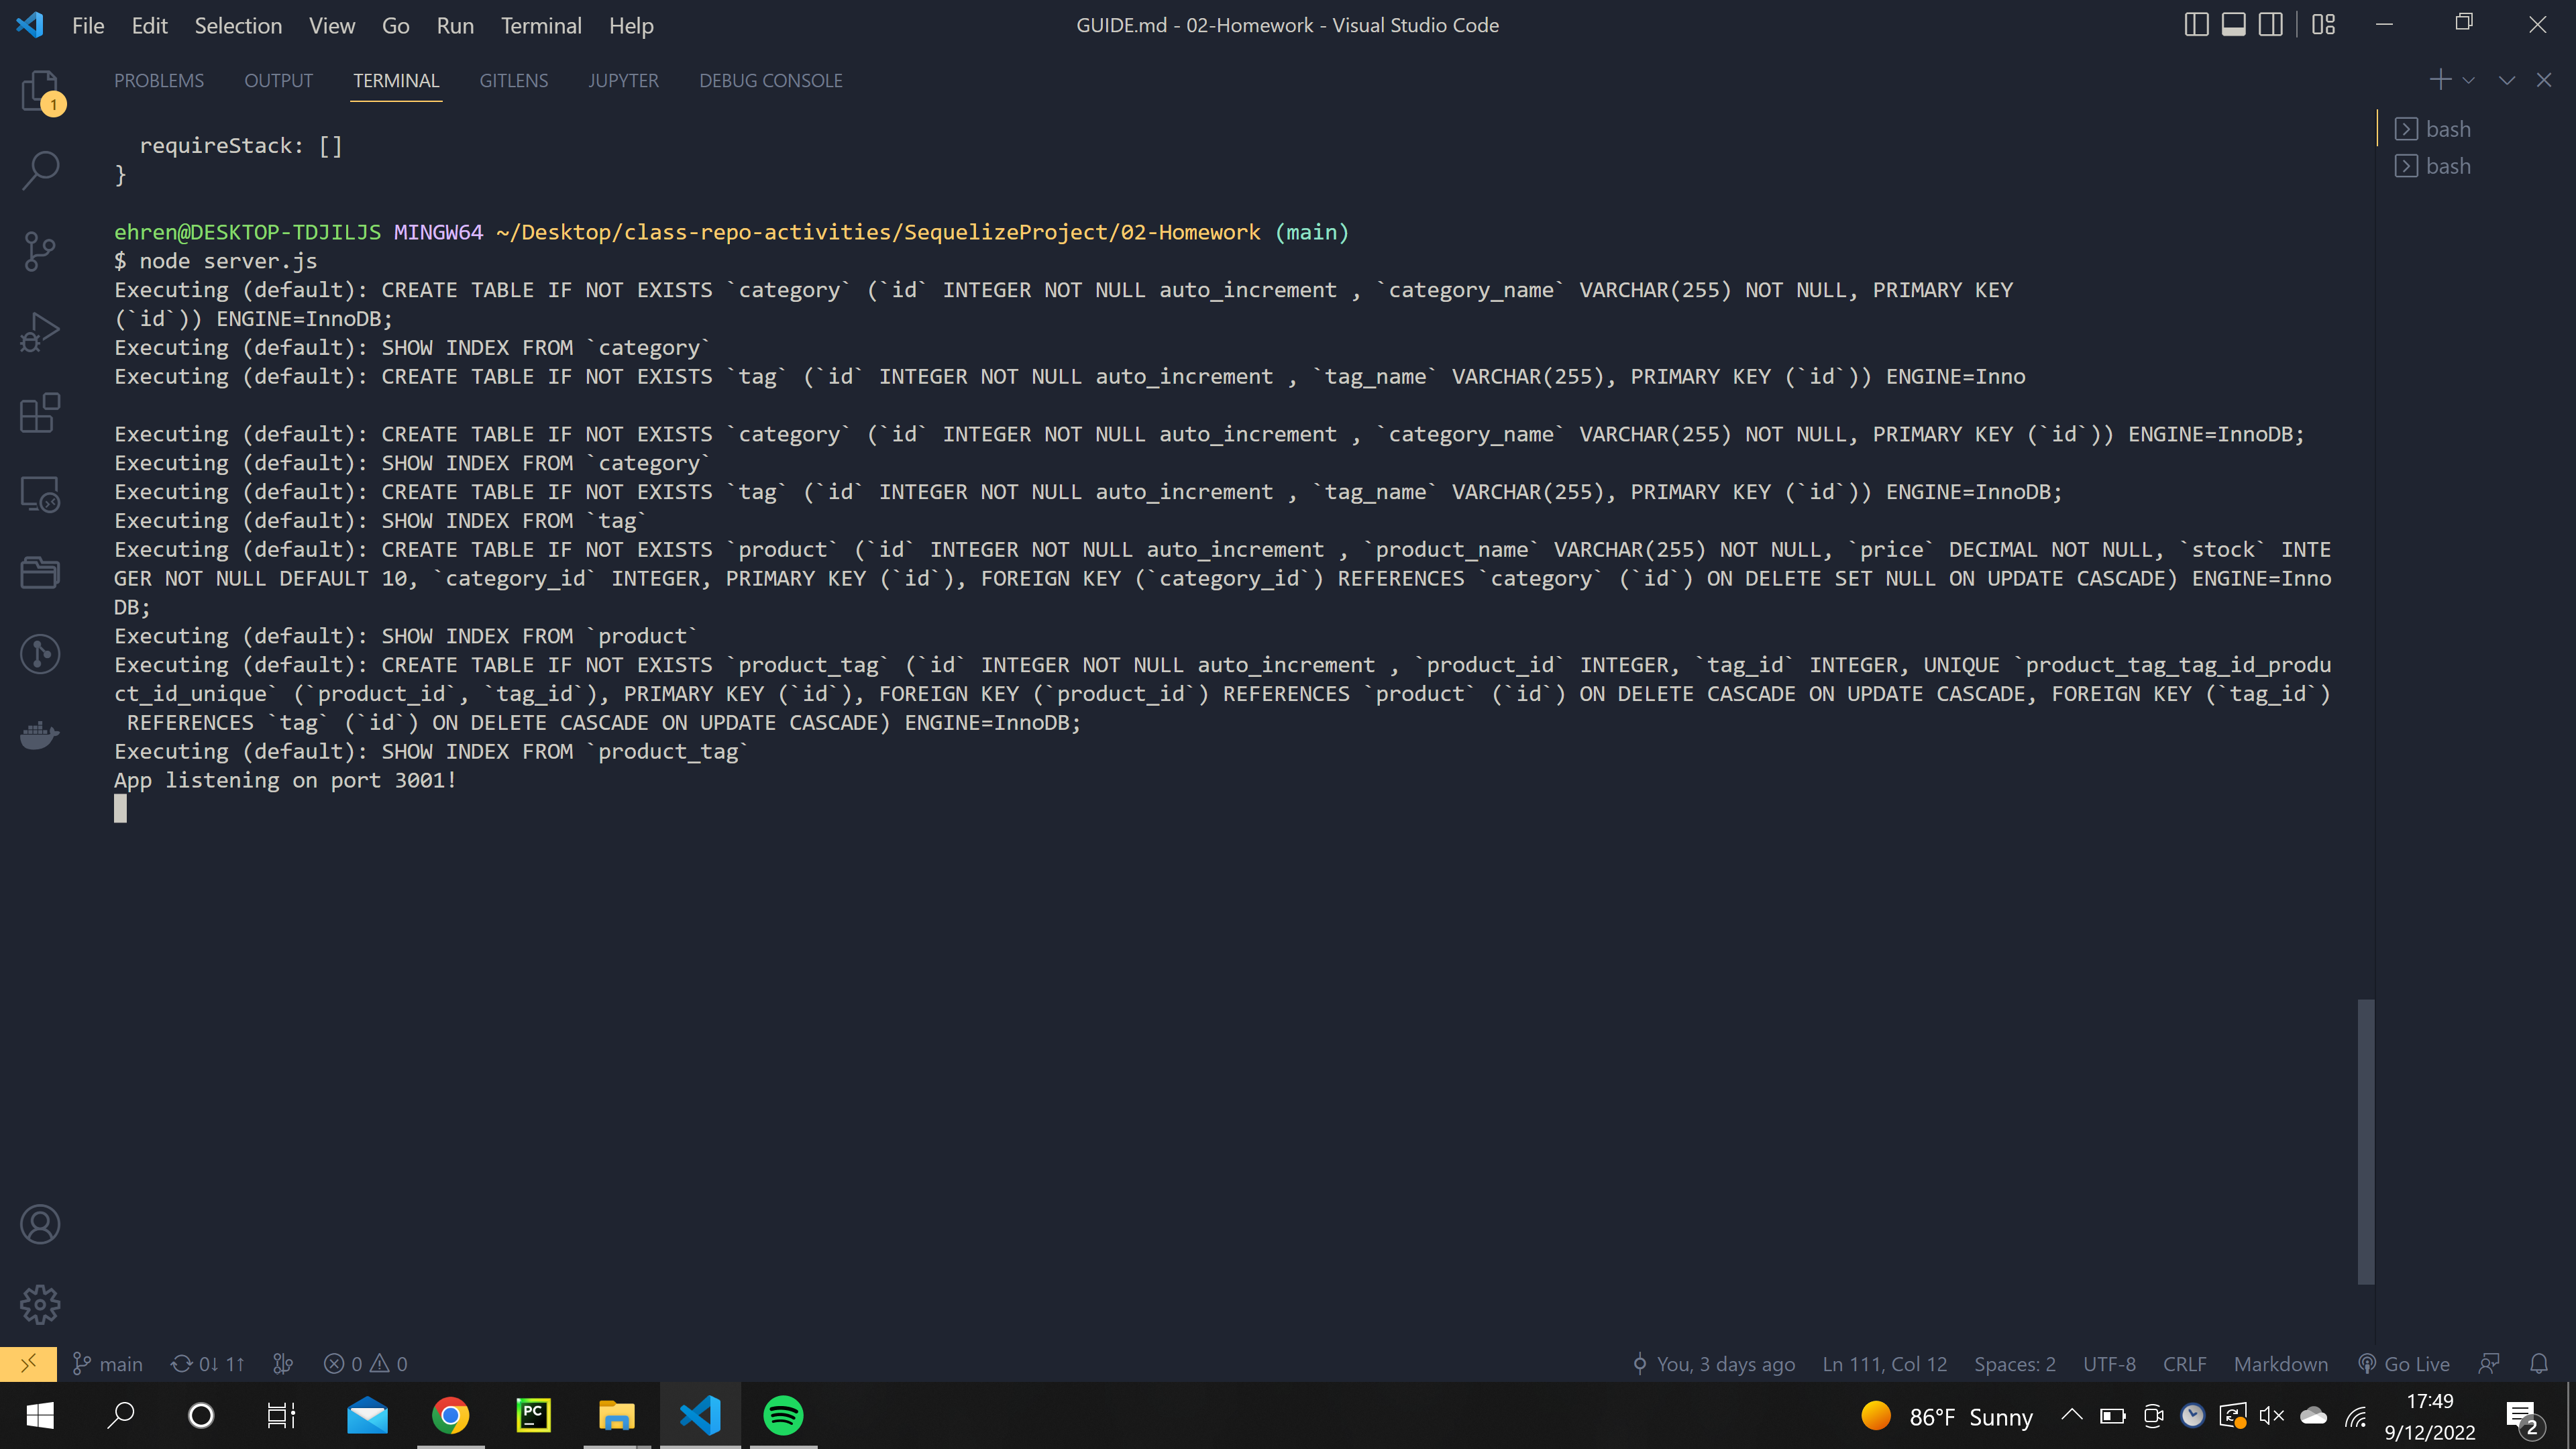 File Edit Selection View Go Run Terminal Help
GUIDE.md - 02-Homework - Visual Studio Code
PROBLEMS OUTPUT TERMINAL GITLENS JUPYTER DEBUG CONSOLE
1
bash
bash
requireStack: []
}
ehren@DESKTOP-TDJILJS MINGW64 ~/Desktop/class-repo-activities/SequelizeProject/02-Homework (main)
$ node server.js
Executing (default): CREATE TABLE IF NOT EXISTS `category` (`id` INTEGER NOT NULL auto_increment , `category_name` VARCHAR(255) NOT NULL, PRIMARY KEY
(`id`)) ENGINE=InnoDB;
Executing (default): SHOW INDEX FROM `category`
Executing (default): CREATE TABLE IF NOT EXISTS `tag` (`id` INTEGER NOT NULL auto_increment , `tag_name` VARCHAR(255), PRIMARY KEY (`id`)) ENGINE=Inno
Executing (default): CREATE TABLE IF NOT EXISTS `category` (`id` INTEGER NOT NULL auto_increment , `category_name` VARCHAR(255) NOT NULL, PRIMARY KEY (`id`)) ENGINE=InnoDB;
Executing (default): SHOW INDEX FROM `category`
Executing (default): CREATE TABLE IF NOT EXISTS `tag` (`id` INTEGER NOT NULL auto_increment , `tag_name` VARCHAR(255), PRIMARY KEY (`id`)) ENGINE=InnoDB;
Executing (default): SHOW INDEX FROM `tag`
Executing (default): CREATE TABLE IF NOT EXISTS `product` (`id` INTEGER NOT NULL auto_increment , `product_name` VARCHAR(255) NOT NULL, `price` DECIMAL NOT NULL, `stock` INTE
GER NOT NULL DEFAULT 10, `category_id` INTEGER, PRIMARY KEY (`id`), FOREIGN KEY (`category_id`) REFERENCES `category` (`id`) ON DELETE SET NULL ON UPDATE CASCADE) ENGINE=Inno
DB;
Executing (default): SHOW INDEX FROM `product`
Executing (default): CREATE TABLE IF NOT EXISTS `product_tag` (`id` INTEGER NOT NULL auto_increment , `product_id` INTEGER, `tag_id` INTEGER, UNIQUE `product_tag_tag_id_produ
ct_id_unique` (`product_id`, `tag_id`), PRIMARY KEY (`id`), FOREIGN KEY (`product_id`) REFERENCES `product` (`id`) ON DELETE CASCADE ON UPDATE CASCADE, FOREIGN KEY (`tag_id`)
REFERENCES `tag` (`id`) ON DELETE CASCADE ON UPDATE CASCADE) ENGINE=InnoDB;
Executing (default): SHOW INDEX FROM `product_tag`
App listening on port 3001!
main 0↓ 1↑ 0 0
You, 3 days ago Ln 111, Col 12 Spaces: 2 UTF-8 CRLF Markdown Go Live
PC
86°F Sunny
17:49
9/12/2022
2